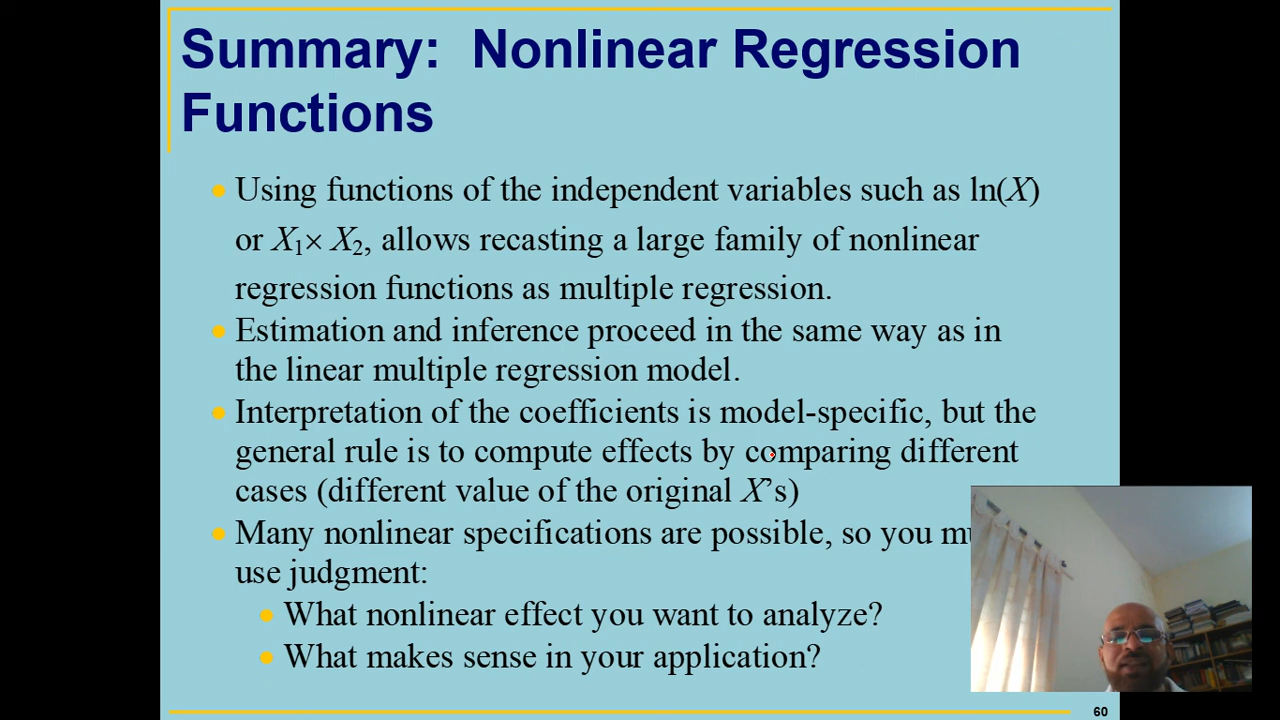 Summary: Nonlinear Regression
Functions
Using functions of the independent variables such as ln(X)
or X₁× X₂, allows recasting a large family of nonlinear
regression functions as multiple regression.
Estimation and inference proceed in the same way as in
the linear multiple regression model.
Interpretation of the coefficients is model-specific, but the
general rule is to compute effects by comparing different
cases (different value of the original X’s)
Many nonlinear specifications are possible, so you
use judgment:
What nonlinear effect you want to analyze?
What makes sense in your application?
60